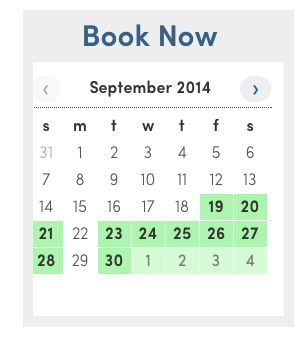 Book Now
‹ September 2014 ›
s m t w t f s
31 1 2 3 4 5 6
7 8 9 10 11 12 13
14 15 16 17 18 19 20
21 22 23 24 25 26 27
28 29 30 1 2 3 4